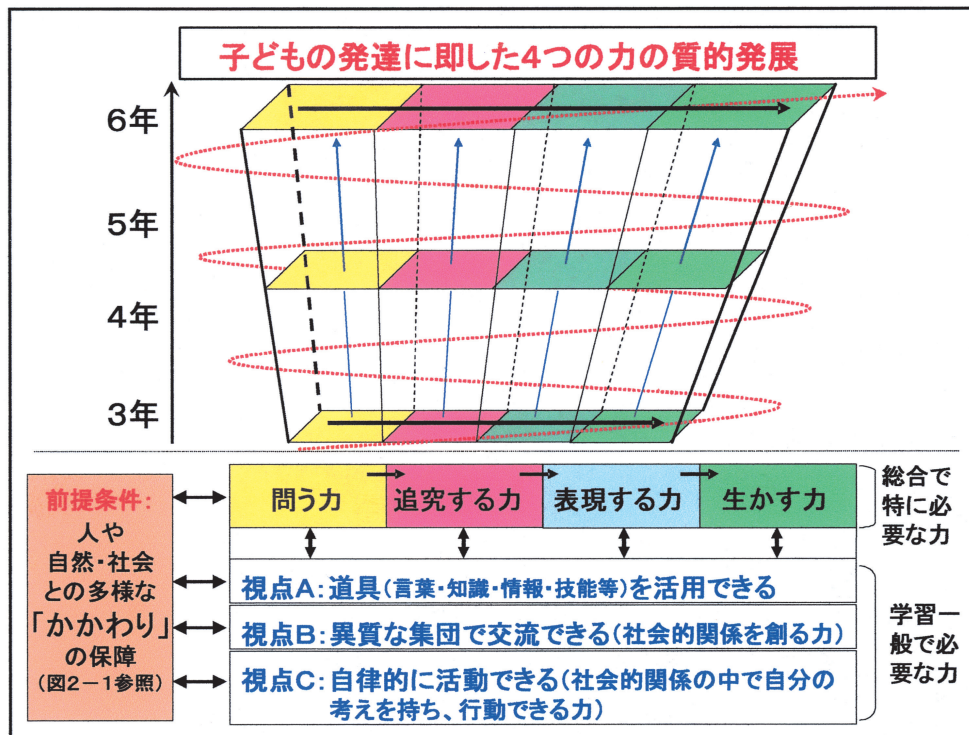 子どもの発達に即した4つの力の質的発展
6年
5年
4年
3年
前提条件:
人や
自然・社会
との多様な
「かかわり」
の保障
(図2-1参照)
問う力
追究する力
表現する力
生かす力
総合で
特に必
要な力
視点A:道具(言葉・知識・情報・技能等)を活用できる
視点B:異質な集団で交流できる(社会的関係を創る力)
視点C:自律的に活動できる(社会的関係の中で自分の
考えを持ち、行動できる力)
学習一
般で必
要な力